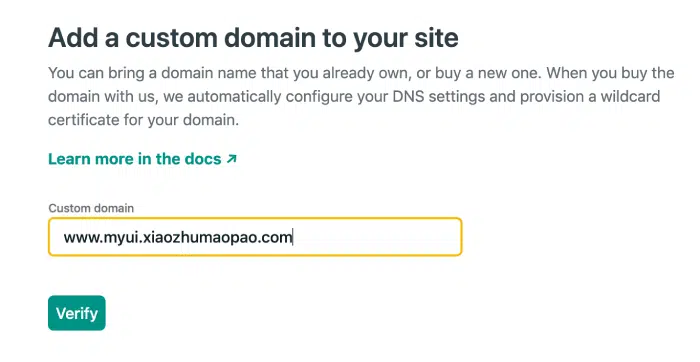 Add a custom domain to your site
You can bring a domain name that you already own, or buy a new one. When you buy the
domain with us, we automatically configure your DNS settings and provision a wildcard
certificate for your domain.
Learn more in the docs ↗
Custom domain
www.myui.xiaozhumaopao.com
Verify